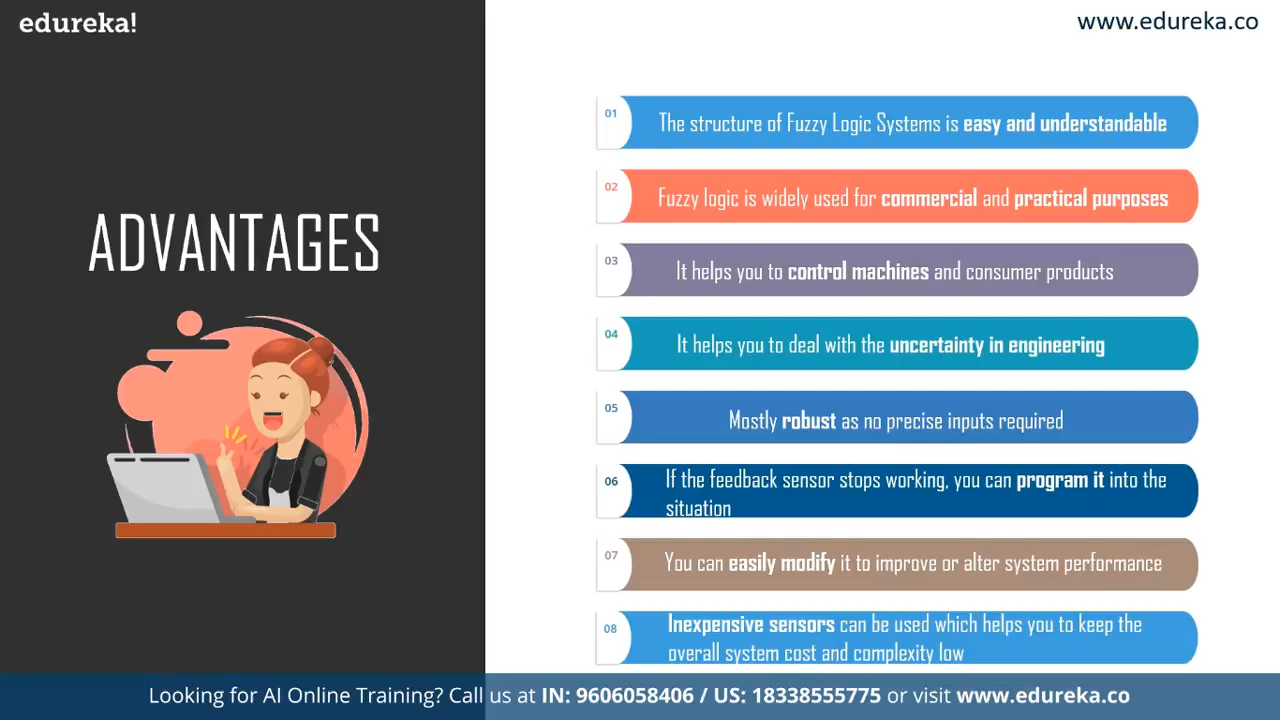 edureka!
www.edureka.co
ADVANTAGES
01
The structure of Fuzzy Logic Systems is easy and understandable
02
Fuzzy logic is widely used for commercial and practical purposes
03
It helps you to control machines and consumer products
04
It helps you to deal with the uncertainty in engineering
05
Mostly robust as no precise inputs required
06
If the feedback sensor stops working, you can program it into the
situation
07
You can easily modify it to improve or alter system performance
08
Inexpensive sensors can be used which helps you to keep the
overall system cost and complexity low
Looking for AI Online Training? Call us at IN: 9606058406 / US: 18338555775 or visit www.edureka.co